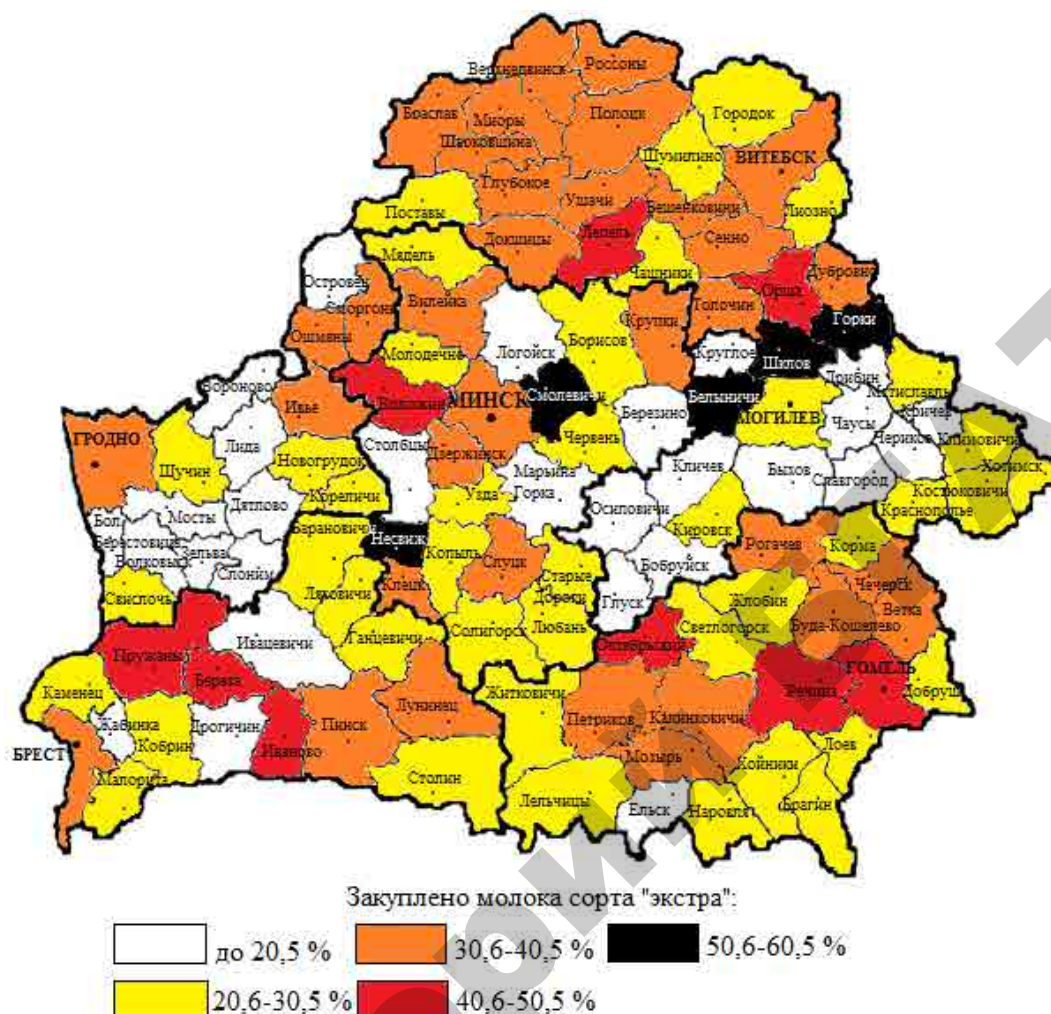 Верхнедвинск
Россоны
Браслав
Миоры
Полоцк
Городок
Шарковщина
Шумилино
ВИТЕБСК
Глубокое
Ушачи
Бешенковичи
Поставы
Лиозно
Докшицы
Лепель
Сенно
Мядель
Чашники
Островец
Дубровно
Сморгонь
Вилейка
Орша
Толочин
Горки
Ошмяны
Крупки
Борисов
Логойск
Молодечно
Круглое
Шклов
Дрибин
Вороново
Мстиславль
Ивье
Воложин
МИНСК
Смолевичи
Белыничи
Кричев
Березино
МОГИЛЕВ
Чаусы
ГРОДНО
Столбцы
Червень
Климовичи
Лида
Чериков
Щучин
Новогрудок
Дзержинск
Марьина
Горка
Кличев
Быхов
Славгород
Хотимск
Узда
Дятлово
Кореличи
Костюковичи
Мосты
Осиповичи
Краснополье
Бол.
Берестовица
Барановичи
Несвиж
Копыль
Кировск
Зельва
Волковыск
Слуцк
Рогачев
Корма
Слоним
Старые
Дороги
Бобруйск
Чечерск
Свислочь
Ляховичи
Клецк
Глуск
Жлобин
Ветка
Ивацевичи
Ганцевичи
Солигорск
Любань
Светлогорск
Буда-Кошелево
Пружаны
Октябрьский
Береза
ГОМЕЛЬ
Каменец
Житковичи
Речица
Добруш
Лунинец
Жабинка
Дрогичин
Пинск
Петриков
Калинковичи
БРЕСТ
Кобрин
Иваново
Лоев
Мозырь
Хойники
Малорита
Столин
Лельчицы
Ельск
Наровля
Брагин
Закуплено молока сорта "экстра":
до 20,5 %
30,6-40,5 %
50,6-60,5 %
20,6-30,5 %
40,6-50,5 %